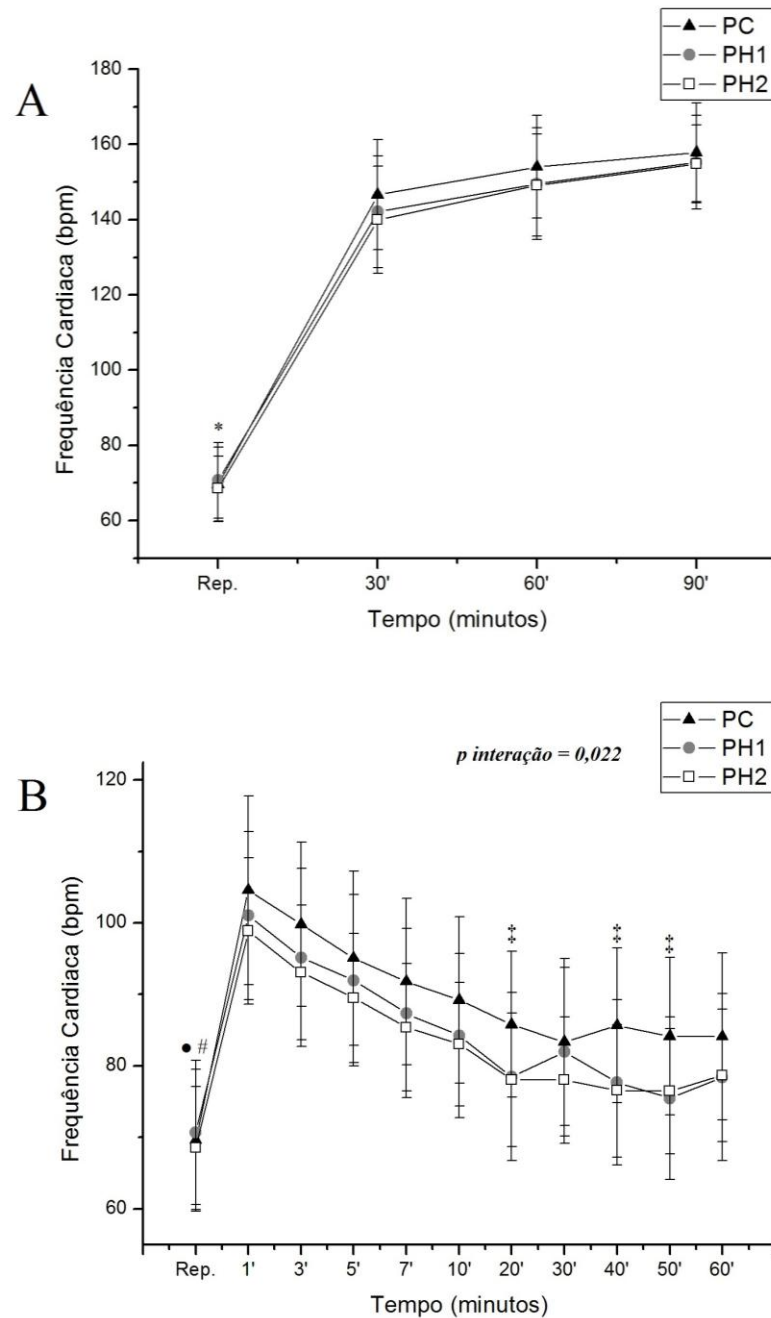 A
PC
PH1
PH2
Frequência Cardiaca (bpm)
180
160
140
120
100
80
60
*
Rep. 30' 60' 90'
Tempo (minutos)
B
PC
PH1
PH2
p interação = 0,022
Frequência Cardiaca (bpm)
120
100
80
60
● #
‡ ‡ ‡
Rep. 1' 3' 5' 7' 10' 20' 30' 40' 50' 60'
Tempo (minutos)